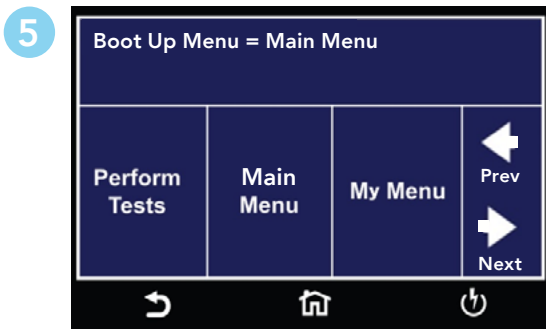 5
Boot Up Menu = Main Menu
Perform
Tests
Main
Menu
My Menu
Prev
Next